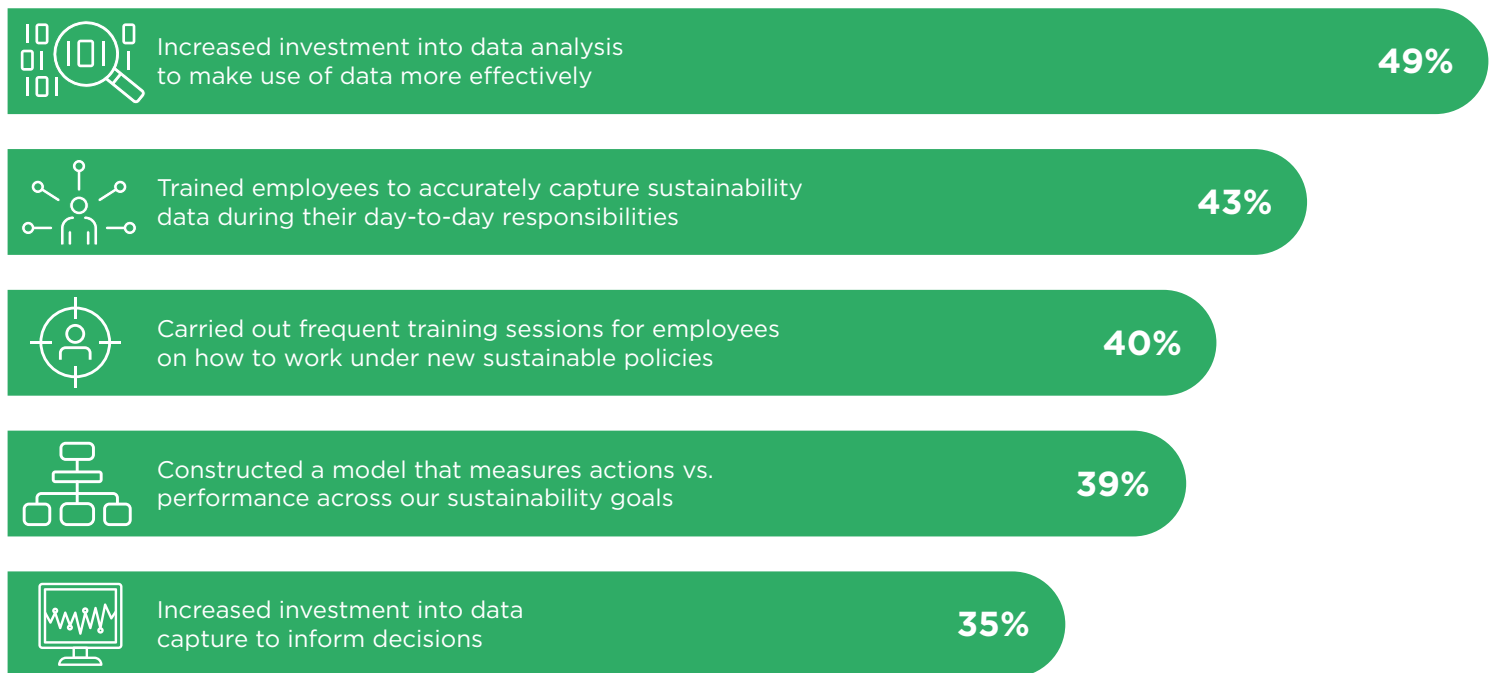 Increased investment into data analysis
to make use of data more effectively
49%
Trained employees to accurately capture sustainability
data during their day-to-day responsibilities
43%
Carried out frequent training sessions for employees
on how to work under new sustainable policies
40%
Constructed a model that measures actions vs.
performance across our sustainability goals
39%
Increased investment into data
capture to inform decisions
35%